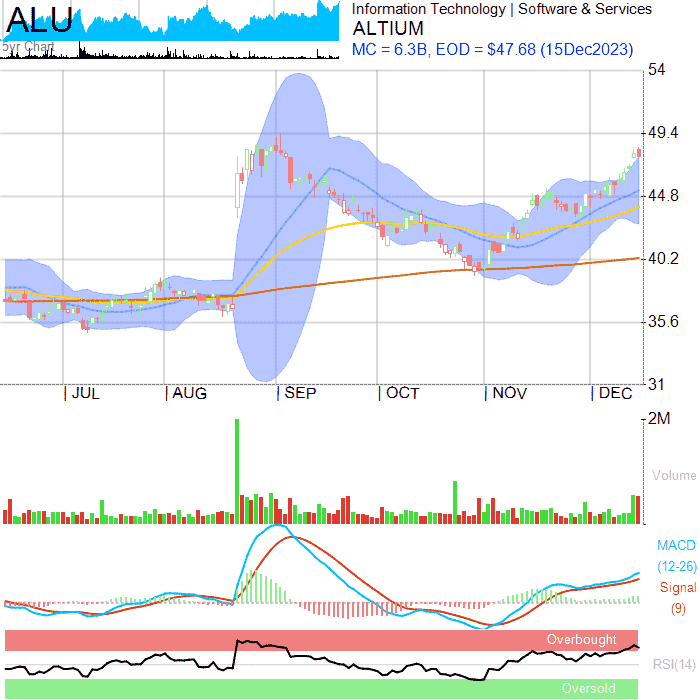 ALU
5yr Chart
Information Technology | Software & Services
ALTIUM
MC = 6.3B, EOD = $47.68 (15Dec2023)
54
49.4
44.8
40.2
35.6
31
| JUL | AUG | SEP | OCT | NOV | DEC
2M
Volume
MACD
(12-26)
Signal
(9)
Overbought
RSI(14)
Oversold